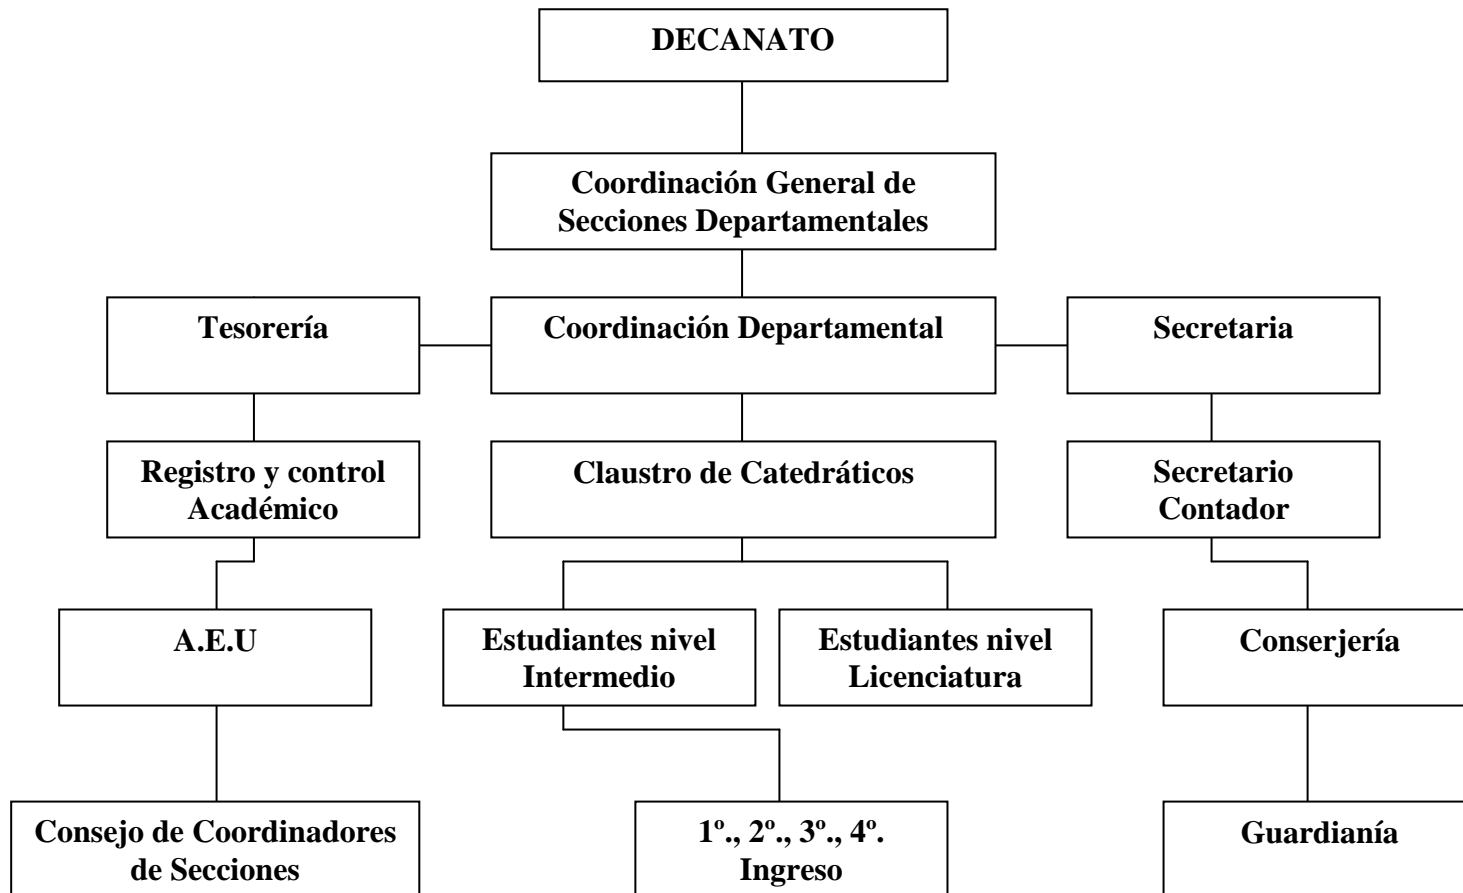 DECANATO
Coordinación General de
Secciones Departamentales
Tesorería
Coordinación Departamental
Secretaria
Registro y control
Académico
Claustro de Catedráticos
Secretario
Contador
A.E.U
Estudiantes nivel
Intermedio
Estudiantes nivel
Licenciatura
Conserjería
Consejo de Coordinadores
de Secciones
1º., 2º., 3º., 4º.
Ingreso
Guardianía